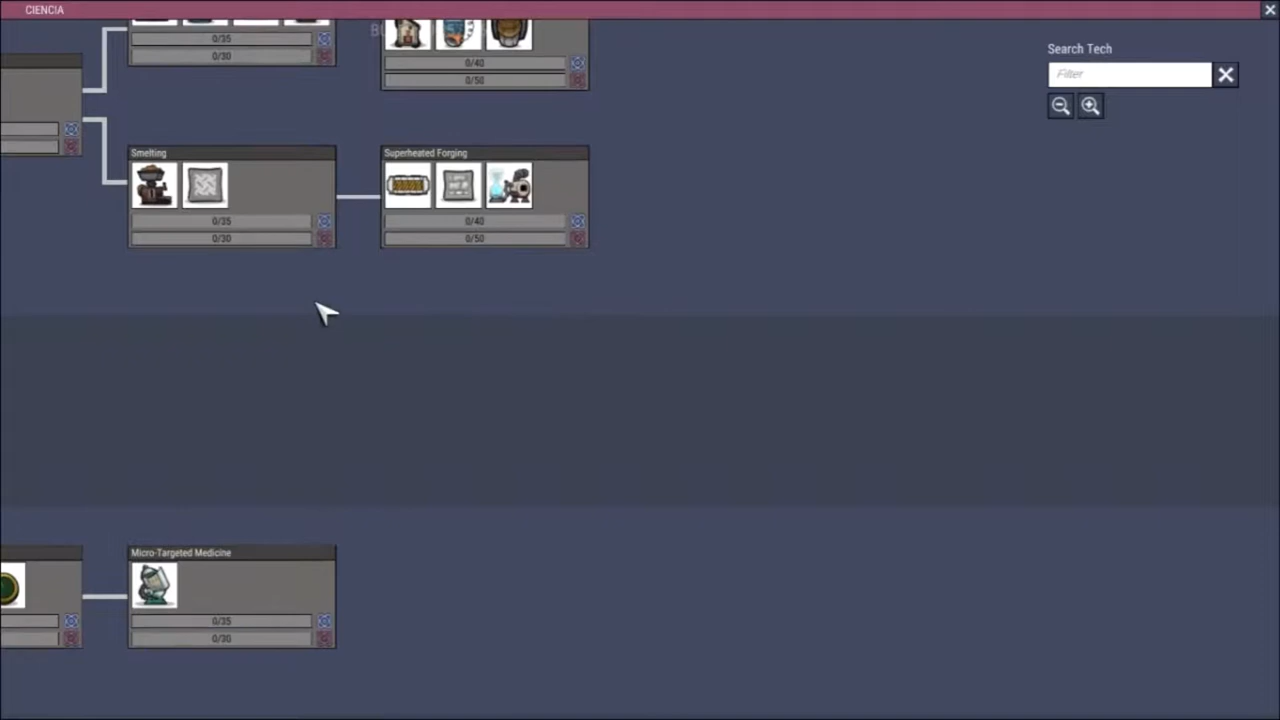 CIENCIA
Search Tech
Filter
0/35
0/30
0/40
0/50
Smelting
0/35
0/30
Superheated Forging
0/40
0/50
Micro-Targeted Medicine
0/35
0/30